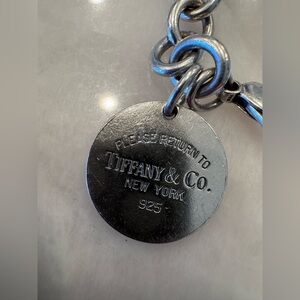 PLEASE RETURN TO
TIFFANY & CO.
NEW YORK
925